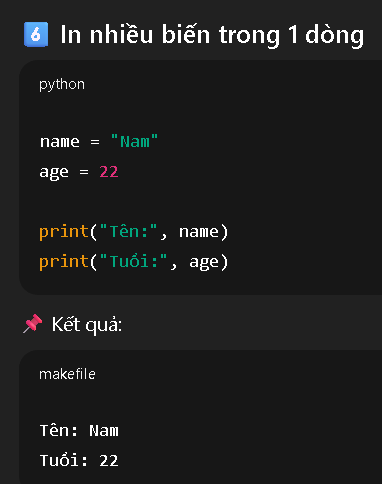 6 In nhiều biến trong 1 dòng
python
name = "Nam"
age = 22
print("Tên:", name)
print("Tuổi:", age)
📌 Kết quả:
makefile
Tên: Nam
Tuổi: 22